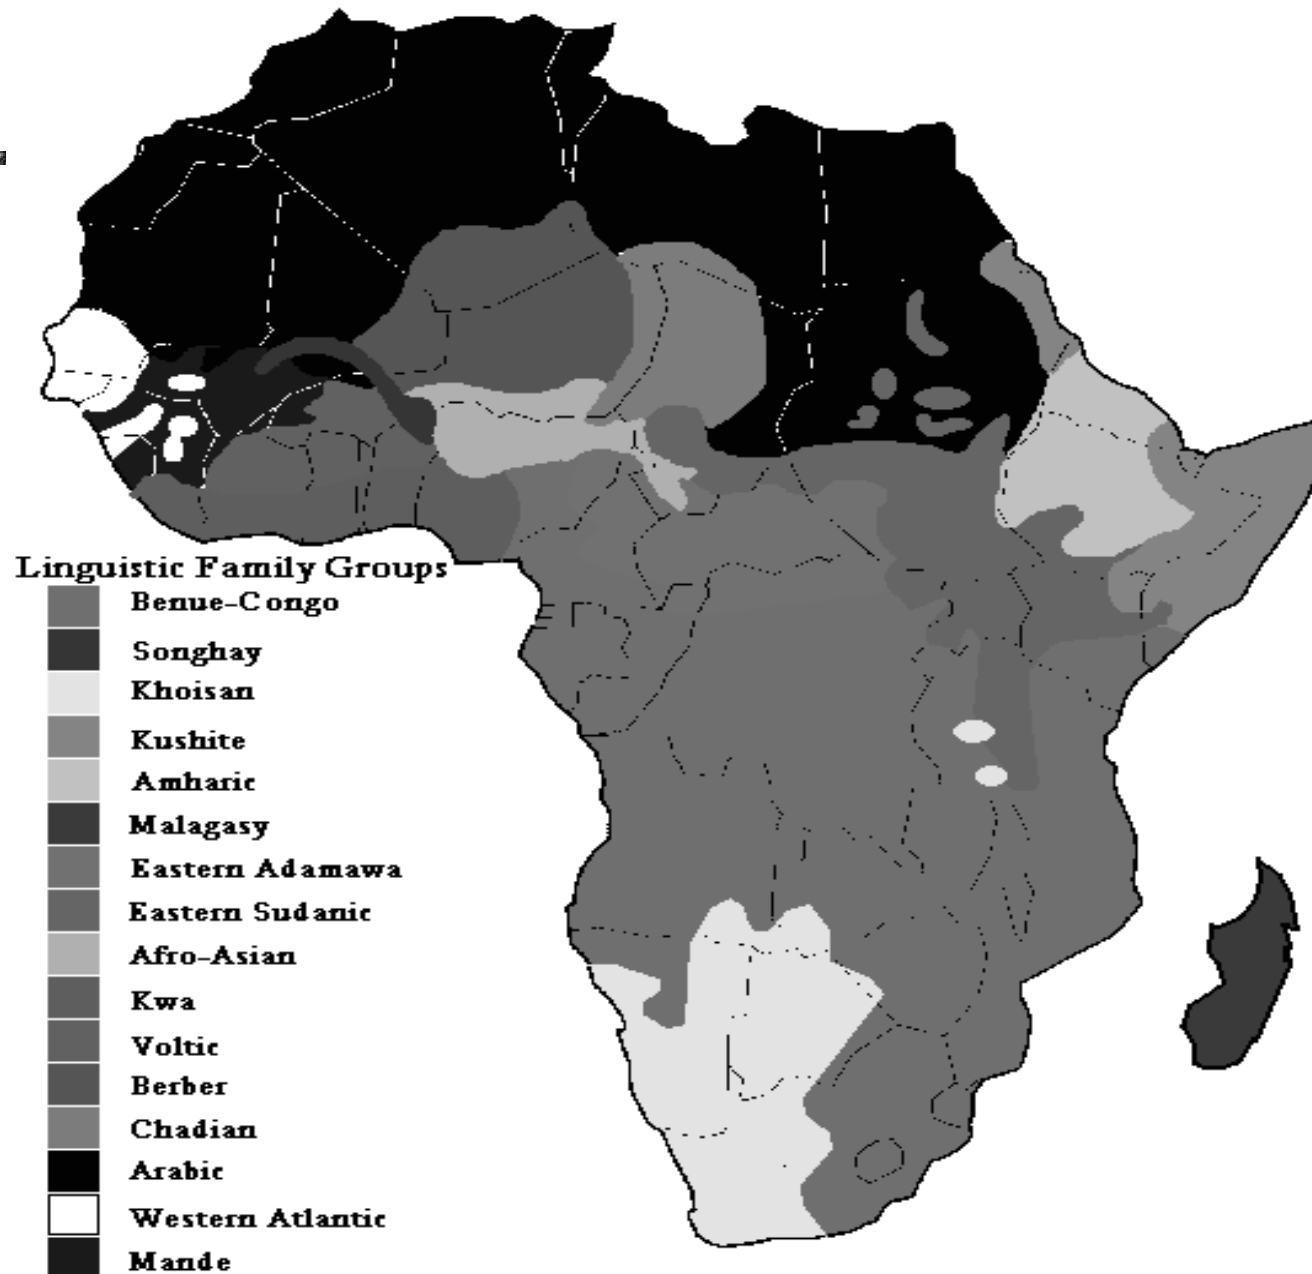 Linguistic Family Groups
Benue-Congo
Songhay
Khoisan
Kushite
Amharic
Malagasy
Eastern Adamawa
Eastern Sudanic
Afro-Asian
Kwa
Voltic
Berber
Chadian
Arabic
Western Atlantic
Mande